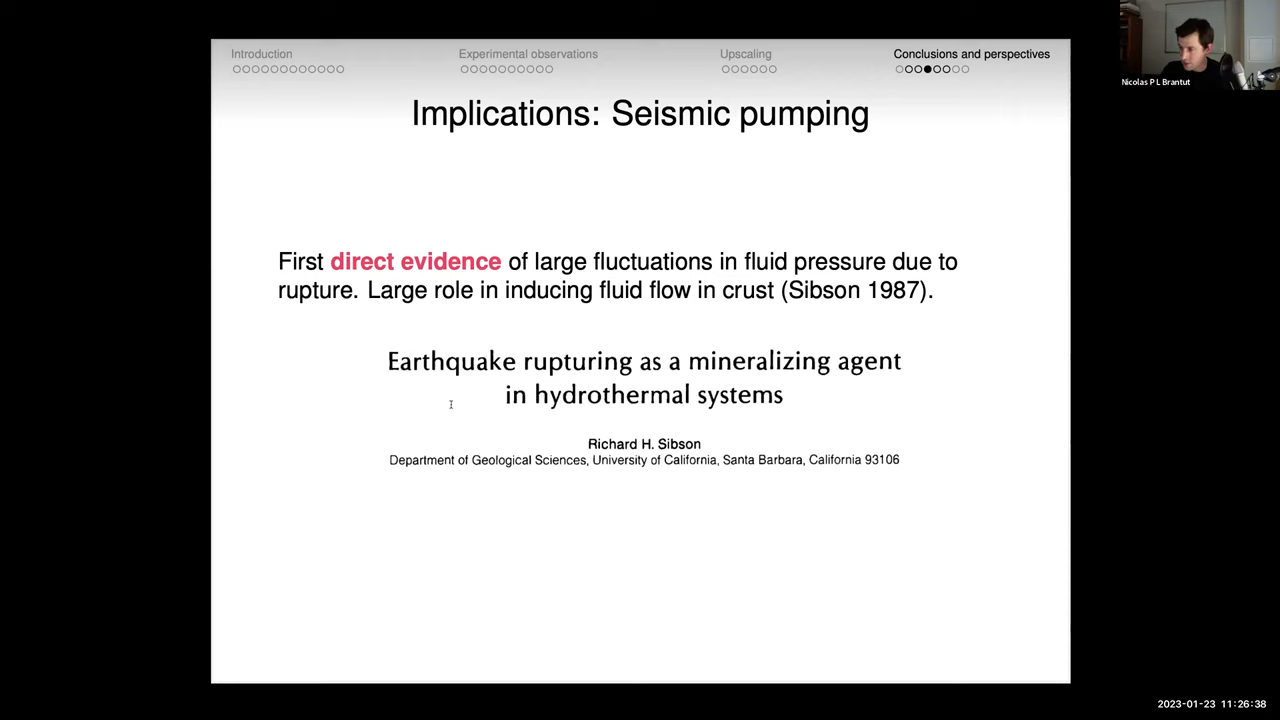 Introduction
Experimental observations
Upscaling
Conclusions and perspectives
Nicolas P L Brantut
Implications: Seismic pumping
First direct evidence of large fluctuations in fluid pressure due to
rupture. Large role in inducing fluid flow in crust (Sibson 1987).
Earthquake rupturing as a mineralizing agent
in hydrothermal systems
Richard H. Sibson
Department of Geological Sciences, University of California, Santa Barbara, California 93106
2023-01-23 11:26:38